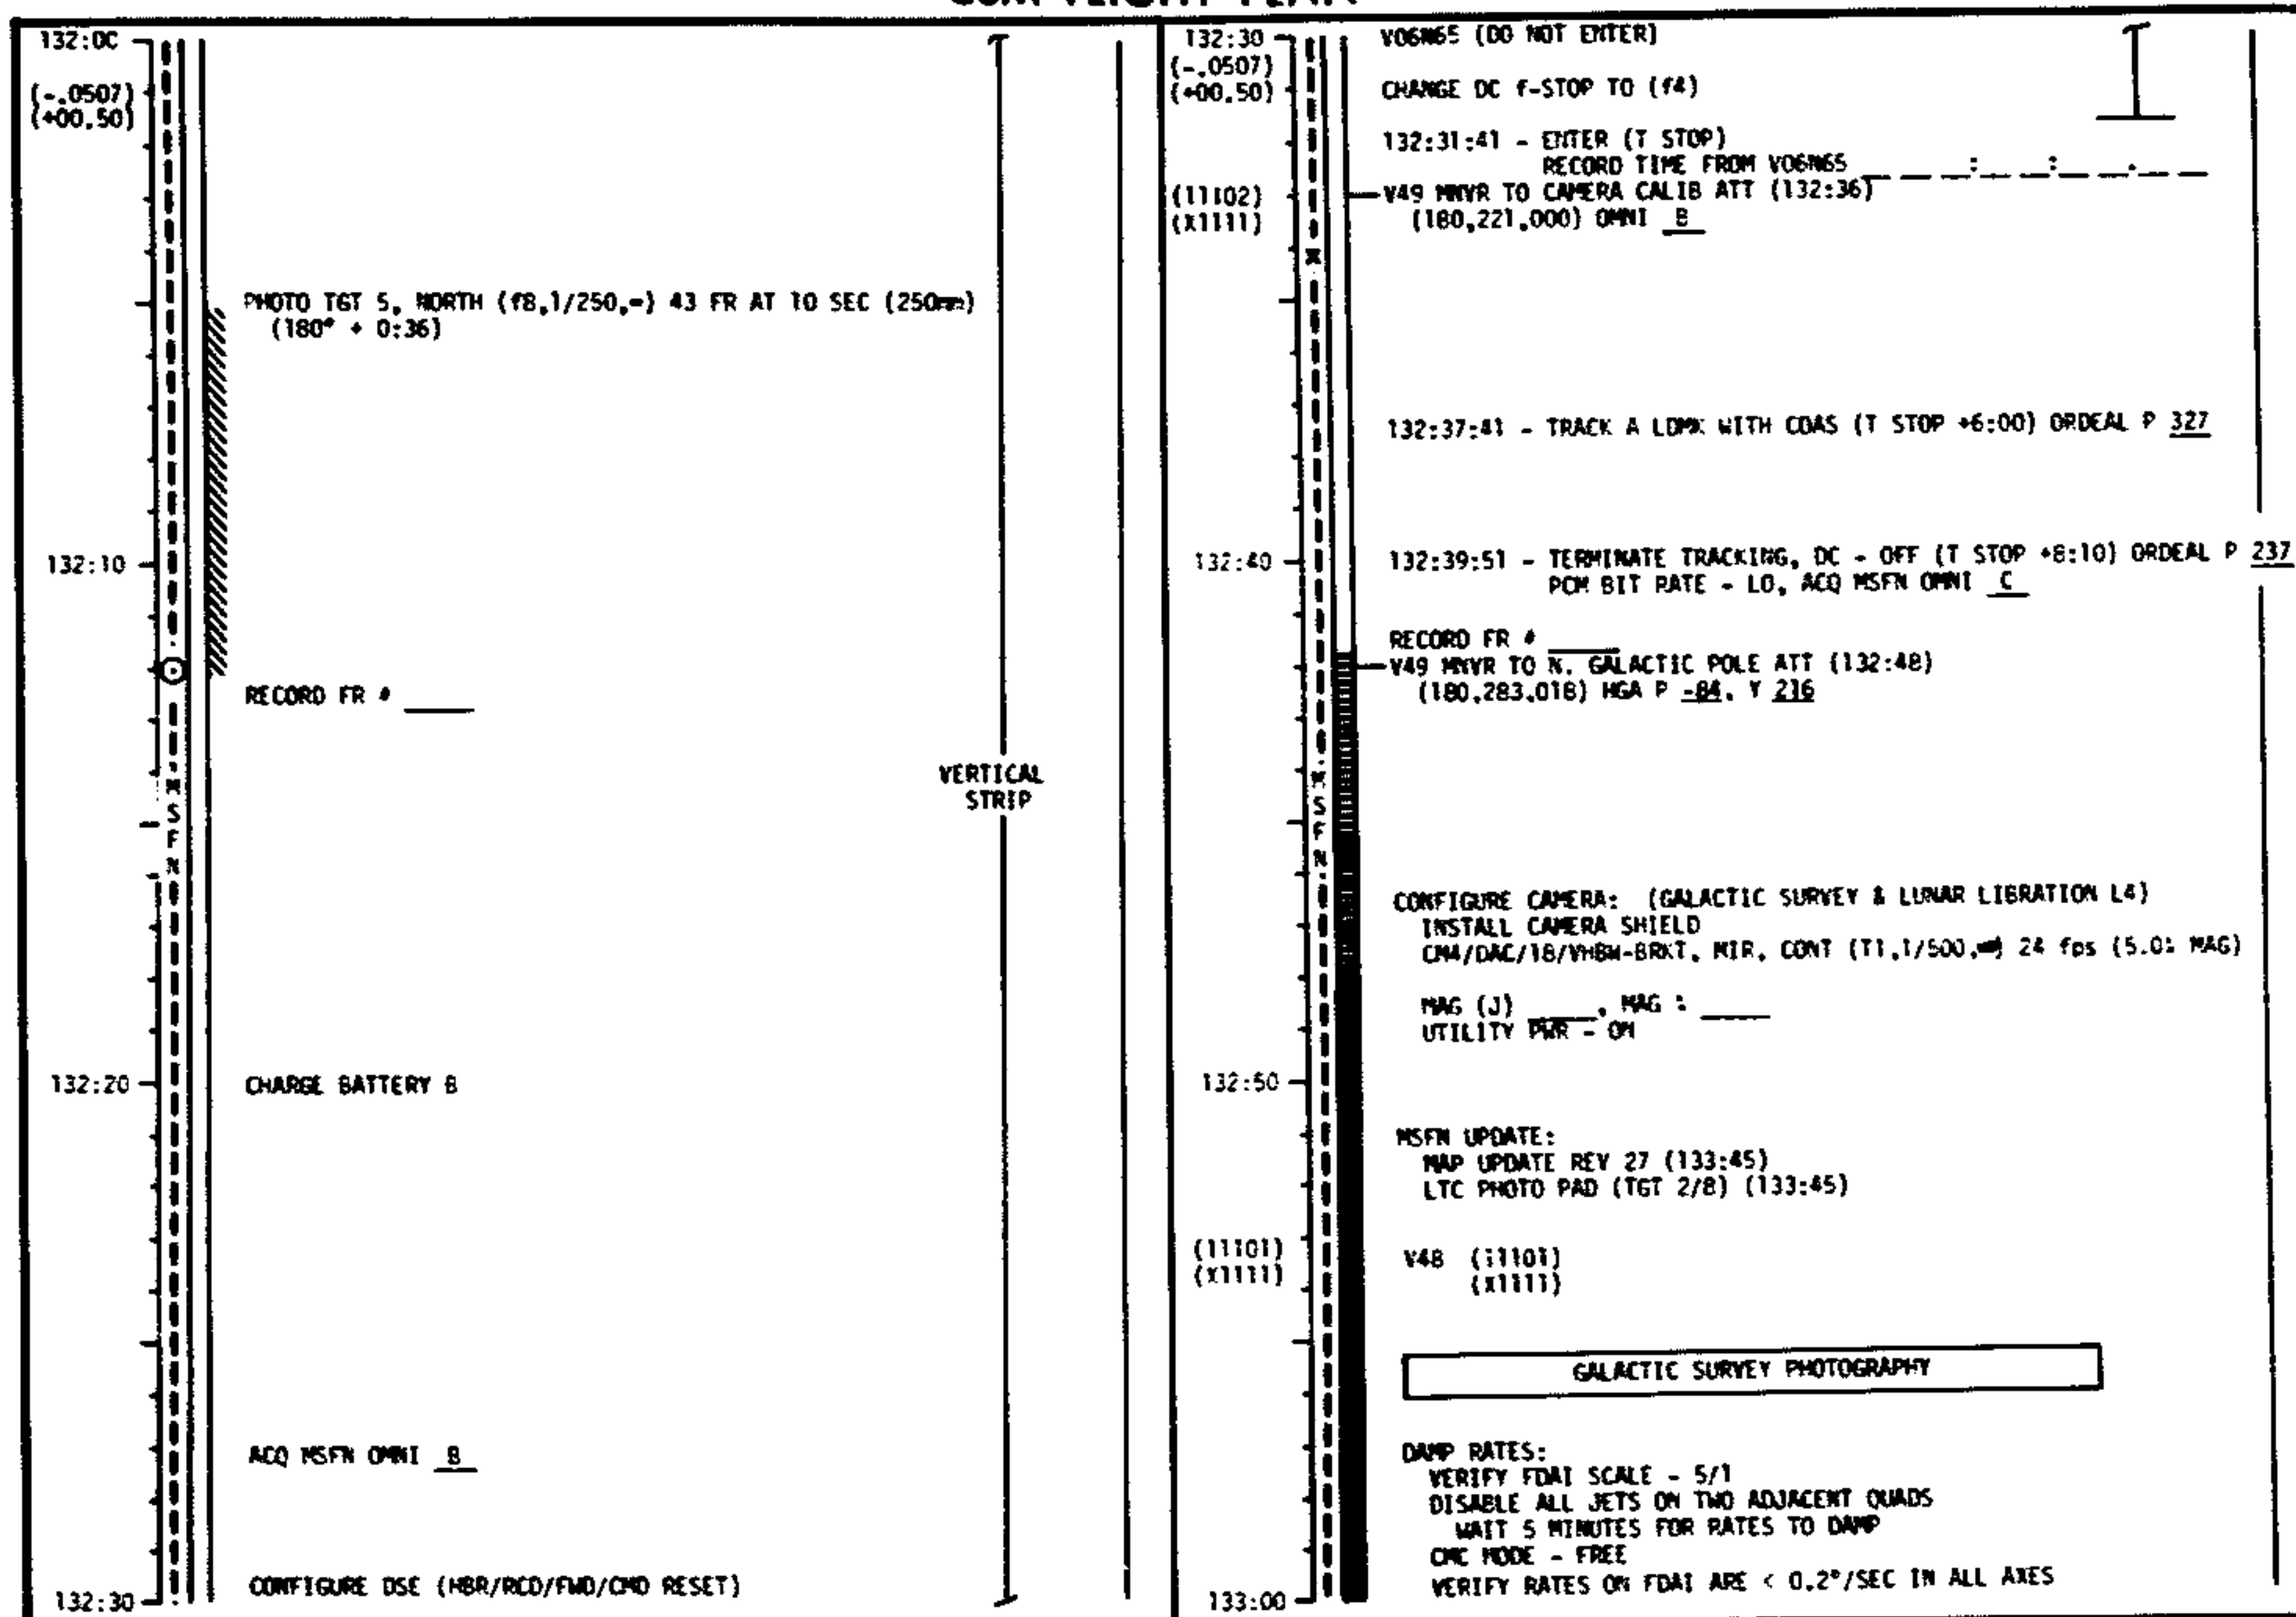 132:00
(-.0507)
(+00.50)
PHOTO TGT 5, NORTH (f8,1/250,∞) 43 FR AT 10 SEC (250mm)
(180° + 0:36)
132:10
RECORD FR # ____
MSFN
VERTICAL
STRIP
132:20
CHARGE BATTERY B
ACQ MSFN OMNI B
CONFIGURE DSE (HBR/RCD/FWD/CMD RESET)
132:30
132:30
(-.0507)
(+00.50)
V06N65 (DO NOT ENTER)
CHANGE DC f-STOP TO (f4)
132:31:41 - ENTER (T STOP)
RECORD TIME FROM V06N65 _ _ _ : _ _ : _ _ . _ _
(11102)
(X1111)
V49 MNVR TO CAMERA CALIB ATT (132:36)
(180,221,000) OMNI B
132:37:41 - TRACK A LDMK WITH COAS (T STOP +6:00) ORDEAL P 327
132:40
132:39:51 - TERMINATE TRACKING, DC - OFF (T STOP +8:10) ORDEAL P 237
PCM BIT RATE - LO, ACQ MSFN OMNI C
RECORD FR # ____
V49 MNVR TO N. GALACTIC POLE ATT (132:48)
(180,283,018) HGA P -84, Y 216
MSFN
CONFIGURE CAMERA: (GALACTIC SURVEY & LUNAR LIBRATION L4)
INSTALL CAMERA SHIELD
CM4/DAC/18/VHBW-BRKT, MIR, CONT (T1,1/500,∞) 24 fps (5.0% MAG)
MAG (J) ____, MAG % ____
UTILITY PWR - ON
132:50
MSFN UPDATE:
MAP UPDATE REV 27 (133:45)
LTC PHOTO PAD (TGT 2/8) (133:45)
(11101)
(X1111)
V48 (11101)
(X1111)
GALACTIC SURVEY PHOTOGRAPHY
DAMP RATES:
VERIFY FDAI SCALE - 5/1
DISABLE ALL JETS ON TWO ADJACENT QUADS
WAIT 5 MINUTES FOR RATES TO DAMP
CMC MODE - FREE
VERIFY RATES ON FDAI ARE < 0.2°/SEC IN ALL AXES
133:00